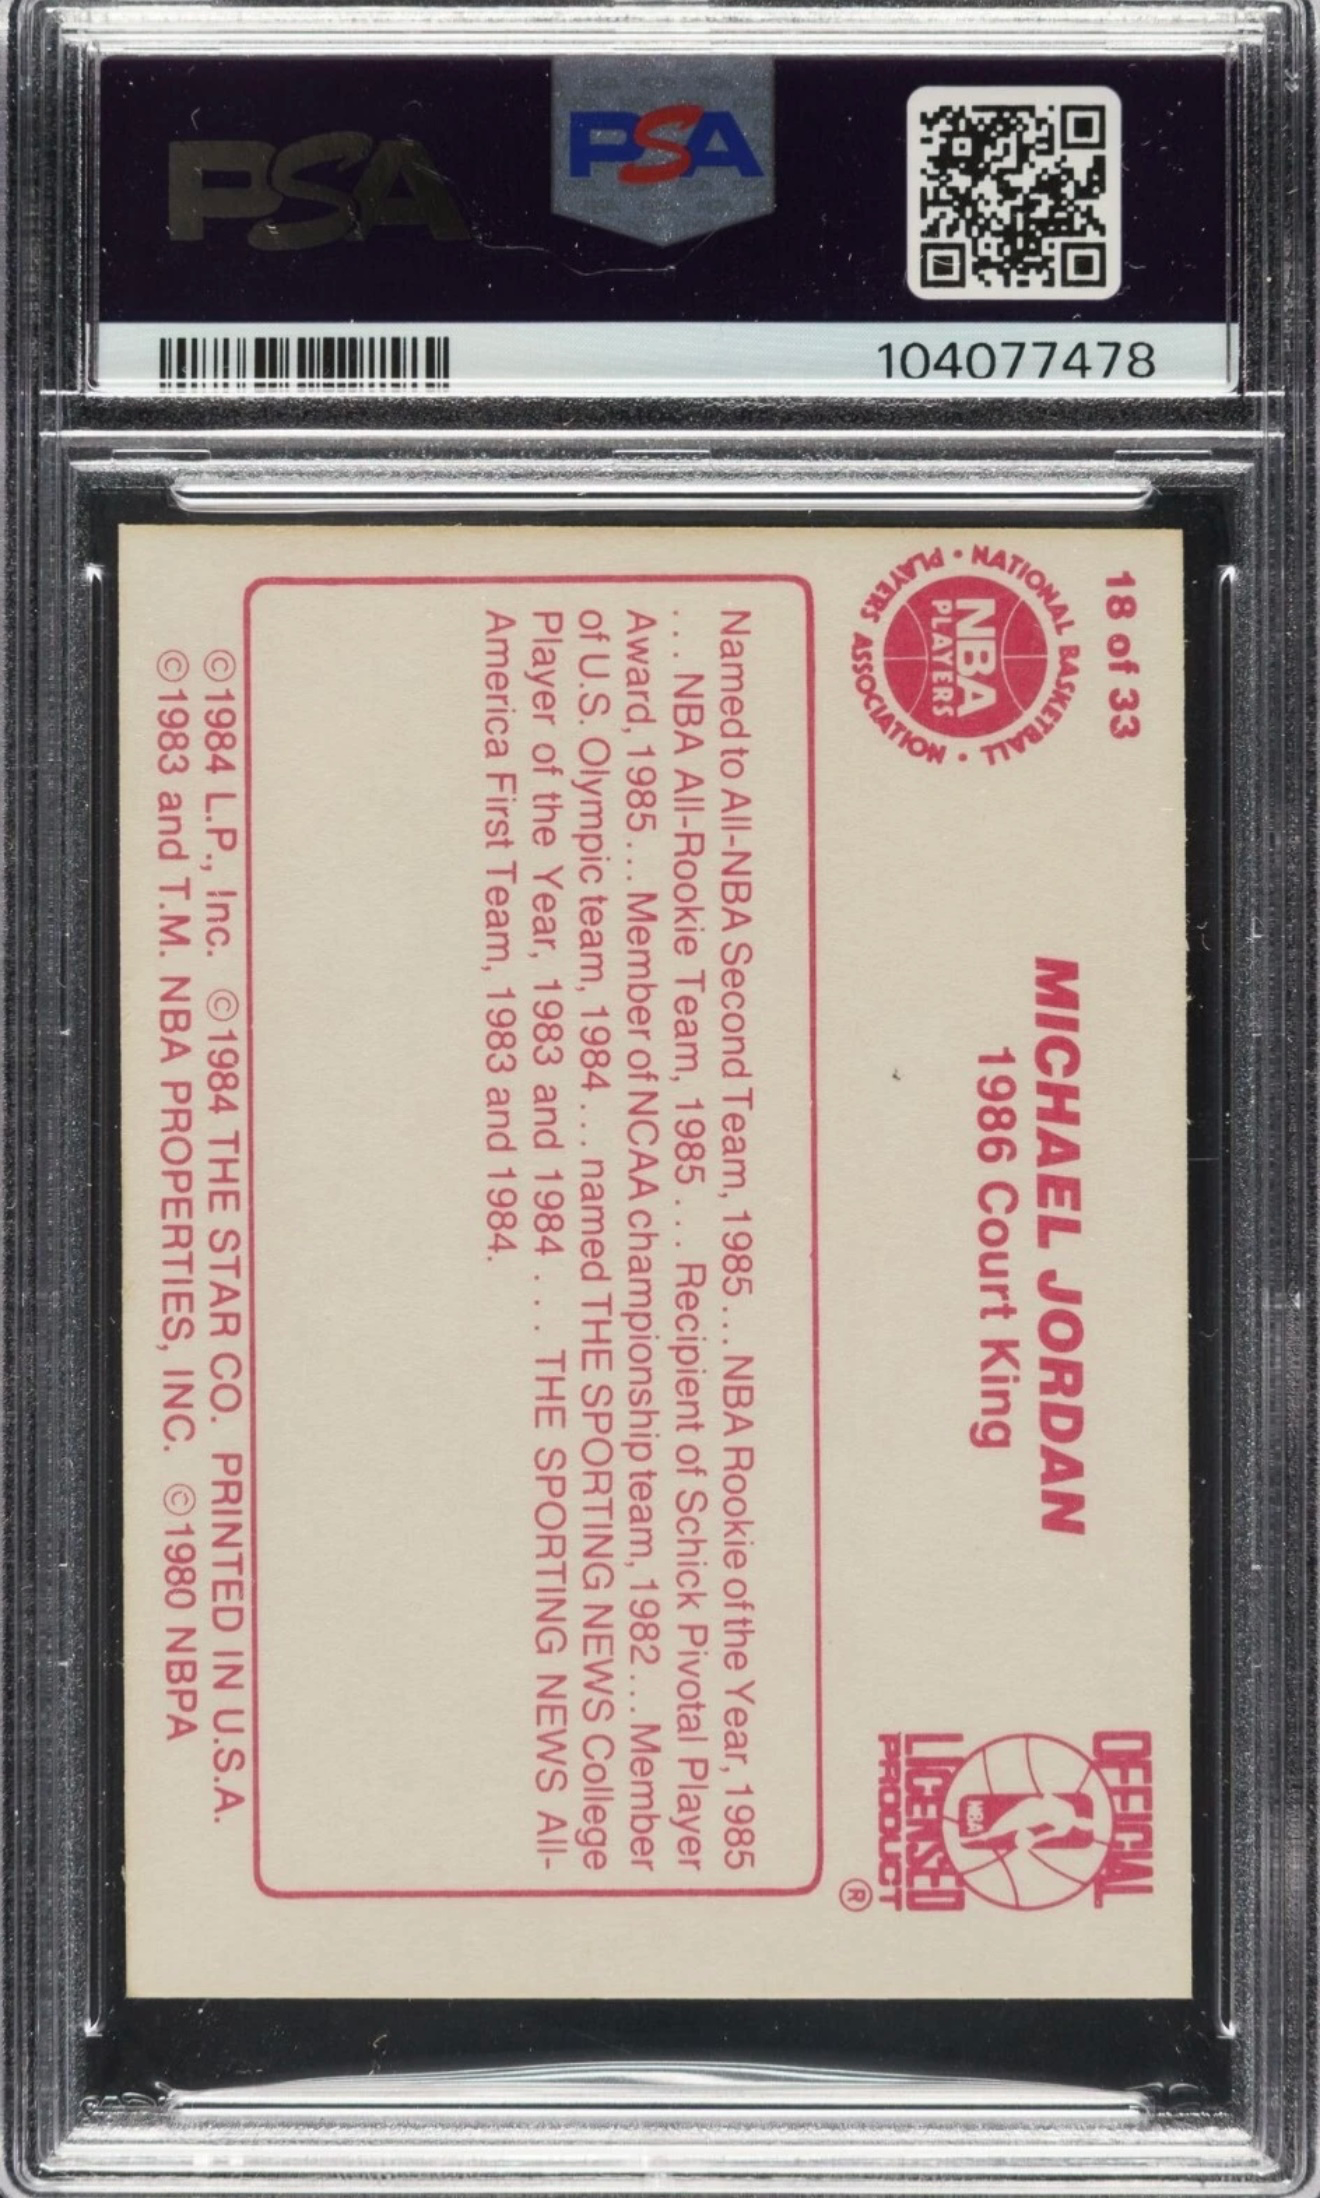 PSA
PSA
104077478
18 of 33
MICHAEL JORDAN
1986 Court King
NATIONAL BASKETBALL PLAYERS ASSOCIATION
NBA
PLAYERS
OFFICIAL
NBA
LICENSED
PRODUCT
®
Named to All-NBA Second Team, 1985 . . . NBA Rookie of the Year, 1985
. . . NBA All-Rookie Team, 1985 . . . Recipient of Schick Pivotal Player
Award, 1985 . . . Member of NCAA championship team, 1982 . . . Member
of U.S. Olympic team, 1984 . . . named THE SPORTING NEWS College
Player of the Year, 1983 and 1984 . . . THE SPORTING NEWS All-
America First Team, 1983 and 1984.
©1984 L.P., Inc. ©1984 THE STAR CO. PRINTED IN U.S.A.
©1983 and T.M. NBA PROPERTIES, INC. ©1980 NBPA